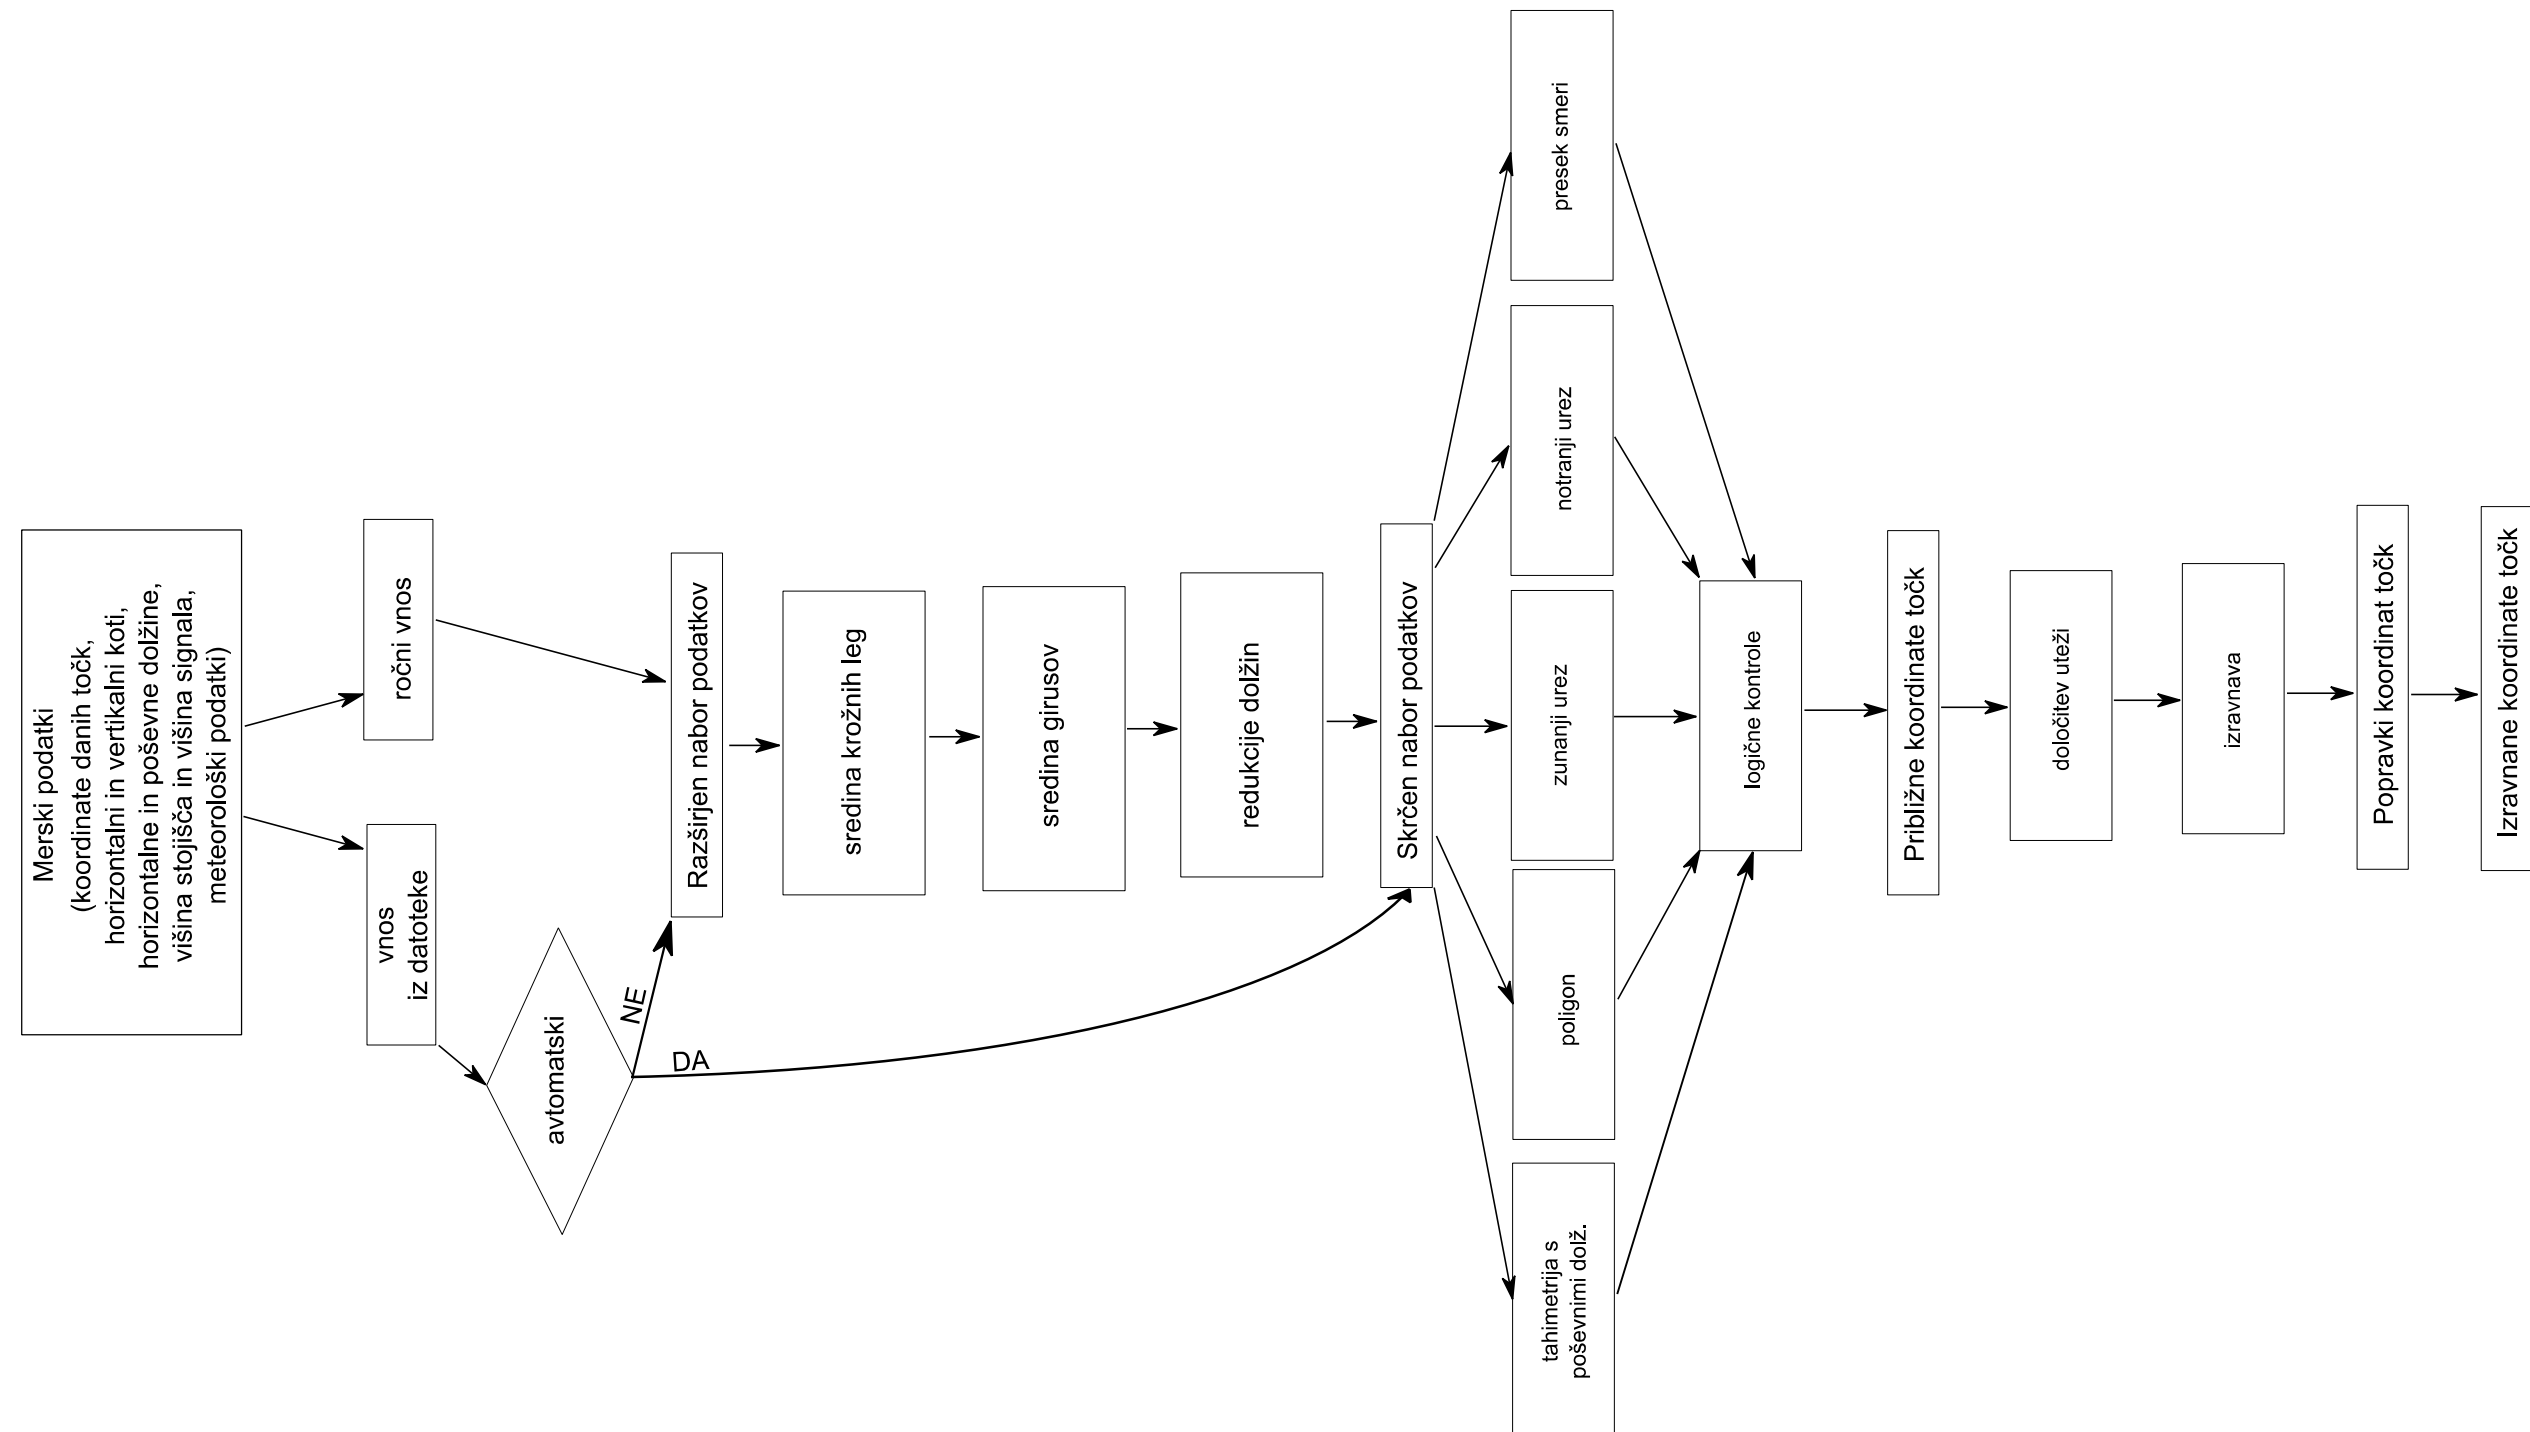 Merski podatki
(koordinate danih točk,
horizontalni in vertikalni koti,
horizontalne in poševne dolžine,
višina stojišča in višina signala,
meteorološki podatki)
ročni vnos
vnos
iz datoteke
avtomatski
NE
DA
Razširjen nabor podatkov
sredina krožnih leg
sredina girusov
redukcije dolžin
Skrčen nabor podatkov
presek smeri
notranji urez
zunanji urez
poligon
tahimetrija s
poševnimi dolž.
logične kontrole
Približne koordinate točk
določitev uteži
izravnava
Popravki koordinat točk
Izravnane koordinate točk